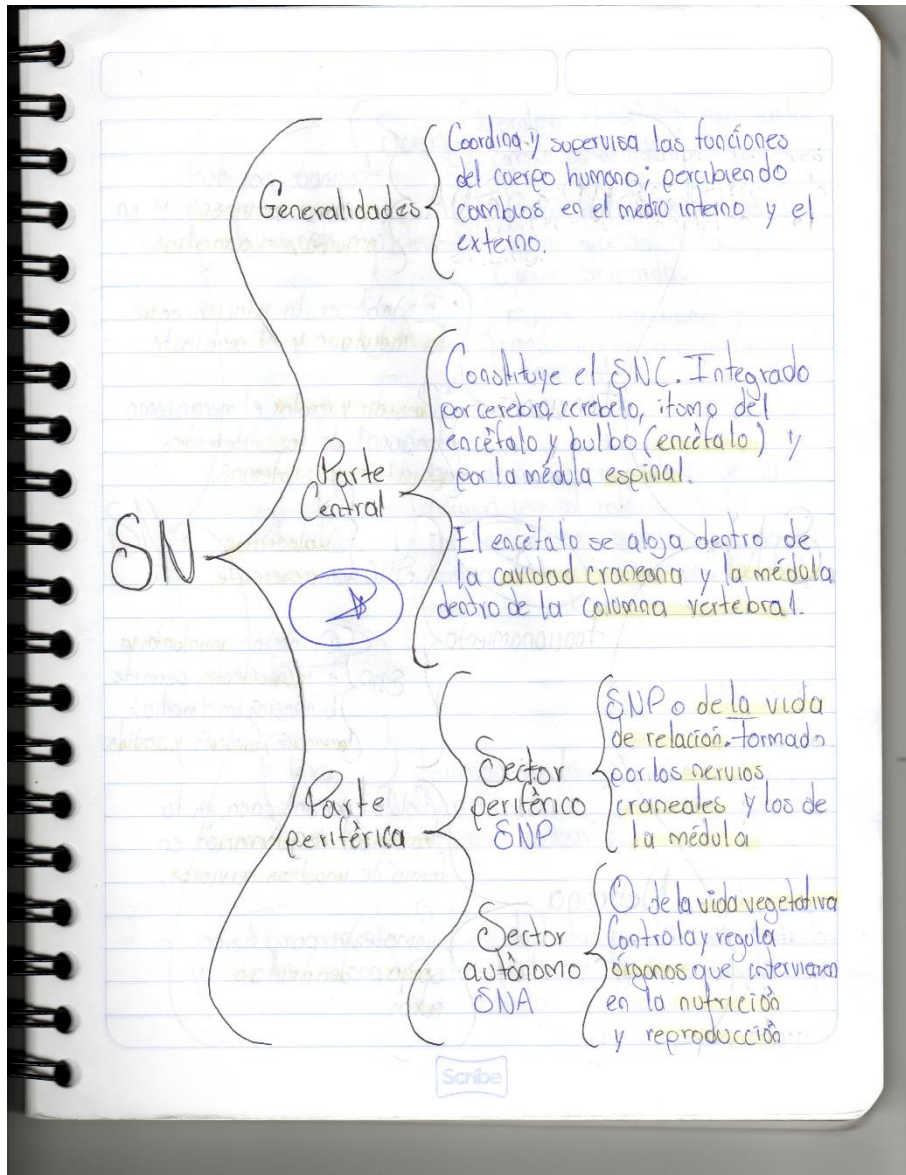 SN
Generalidades
Coordina y supervisa las funciones
del cuerpo humano; percibiendo
cambios en el medio interno y el
externo.
Parte
Central
Constituye el SNC. Integrado
por cerebro, cerebelo, itsmo del
encéfalo y bulbo (encéfalo) y
por la médula espinal.
El encéfalo se aloja dentro de
la cavidad craneana y la médula
dentro de la columna vertebral.
Parte
periférica
Sector
periférico
SNP
SNP o de la vida
de relación. formado
por los nervios
craneales y los de
la médula
Sector
autónomo
SNA
O de la vida vegetativa
Controla y regula
órganos que intervienen
en la nutrición
y reproducción
Scribe